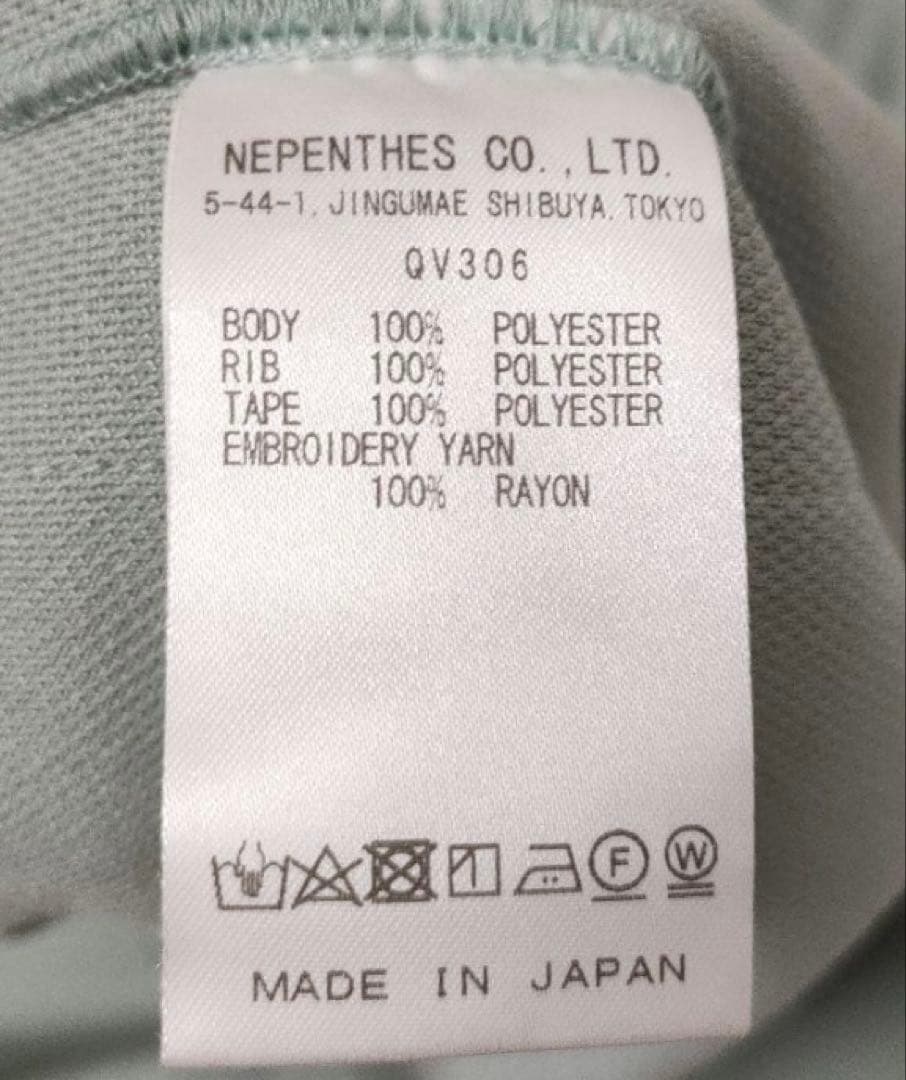 NEPENTHES CO., LTD.
5-44-1, JINGUMAE SHIBUYA, TOKYO
QV306
BODY 100% POLYESTER
RIB 100% POLYESTER
TAPE 100% POLYESTER
EMBROIDERY YARN
100% RAYON
F W
MADE IN JAPAN